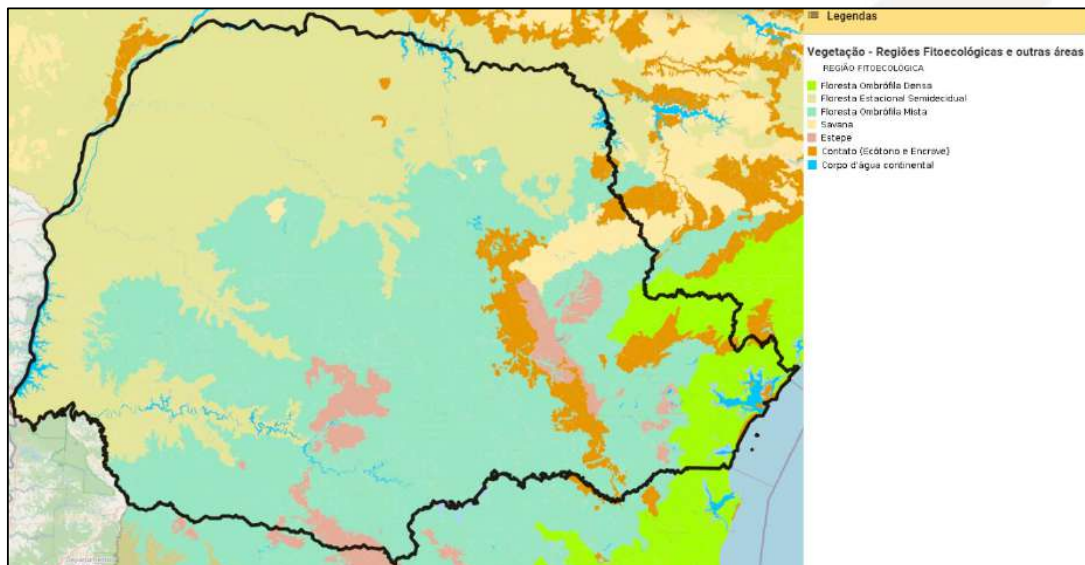 Legendas
Vegetação - Regiões Fitoecológicas e outras áreas
REGIÃO FITOECOLÓGICA
Floresta Ombrófila Densa
Floresta Estacional Semidecidual
Floresta Ombrófila Mista
Savana
Estepe
Contato (Ecótono e Encrave)
Corpo d'água continental